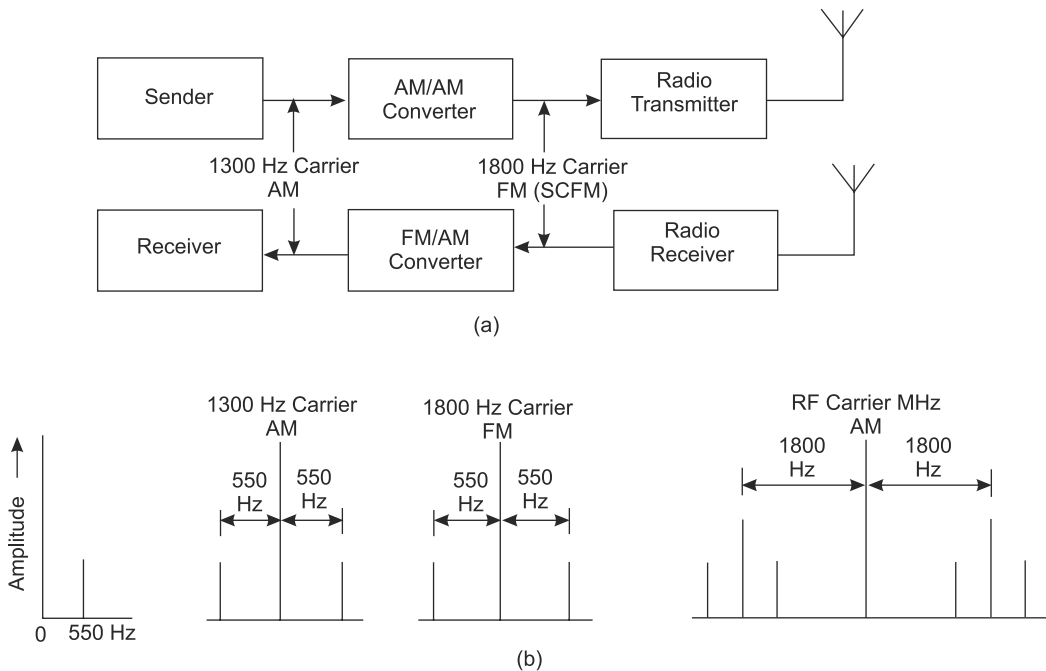 Sender
AM/AM
Converter
Radio
Transmitter
1300 Hz Carrier
AM
1800 Hz Carrier
FM (SCFM)
Receiver
FM/AM
Converter
Radio
Receiver
(a)
Amplitude
0
550 Hz
1300 Hz Carrier
AM
550
Hz
550
Hz
1800 Hz Carrier
FM
550
Hz
550
Hz
RF Carrier MHz
AM
1800
Hz
1800
Hz
(b)